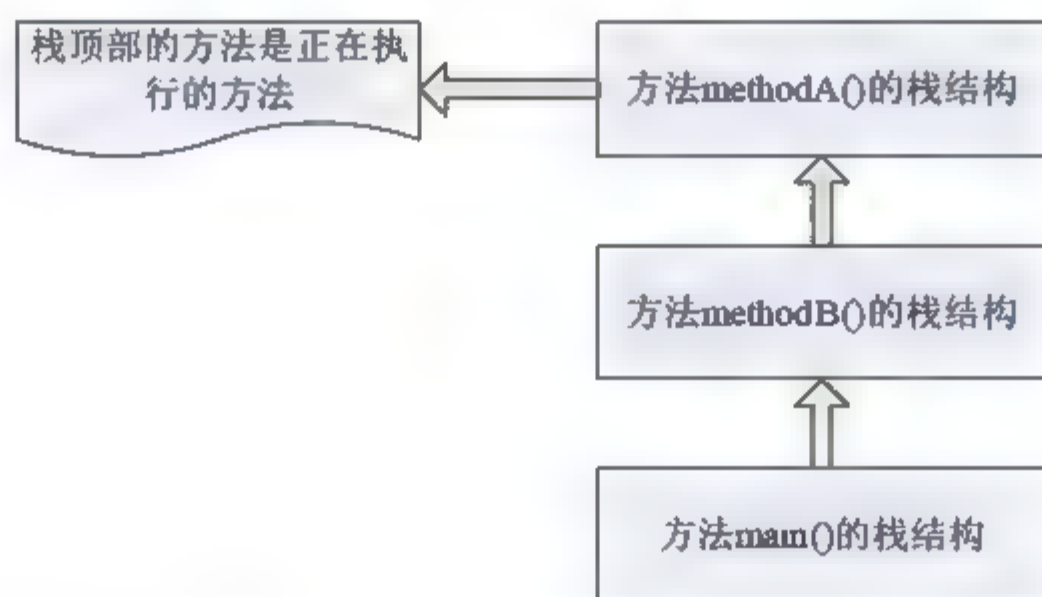 栈顶部的方法是正在执
行的方法
方法methodA()的栈结构
方法methodB()的栈结构
方法main()的栈结构